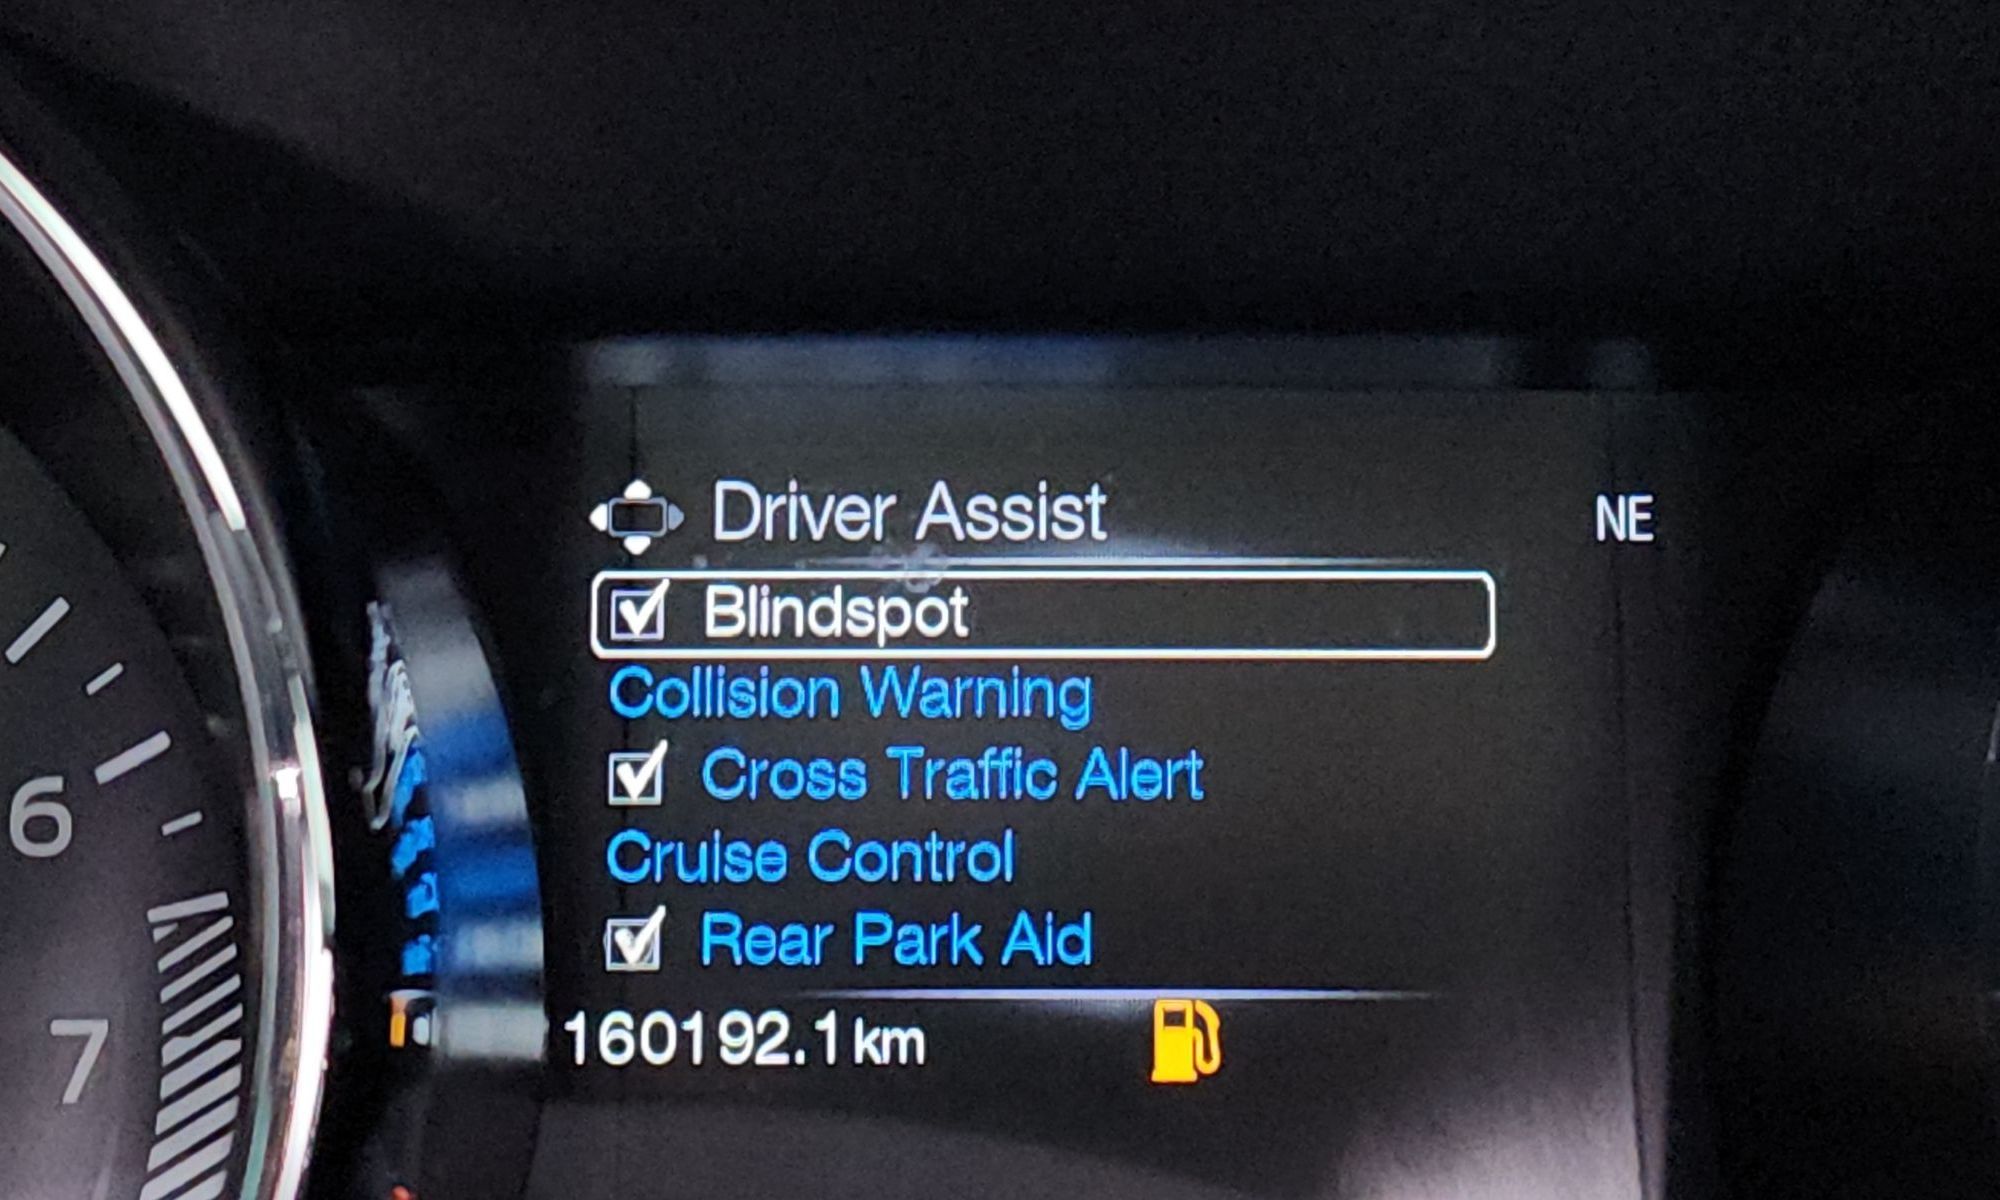 Driver Assist NE
Blindspot
Collision Warning
Cross Traffic Alert
Cruise Control
Rear Park Aid
160192.1 km
6
7